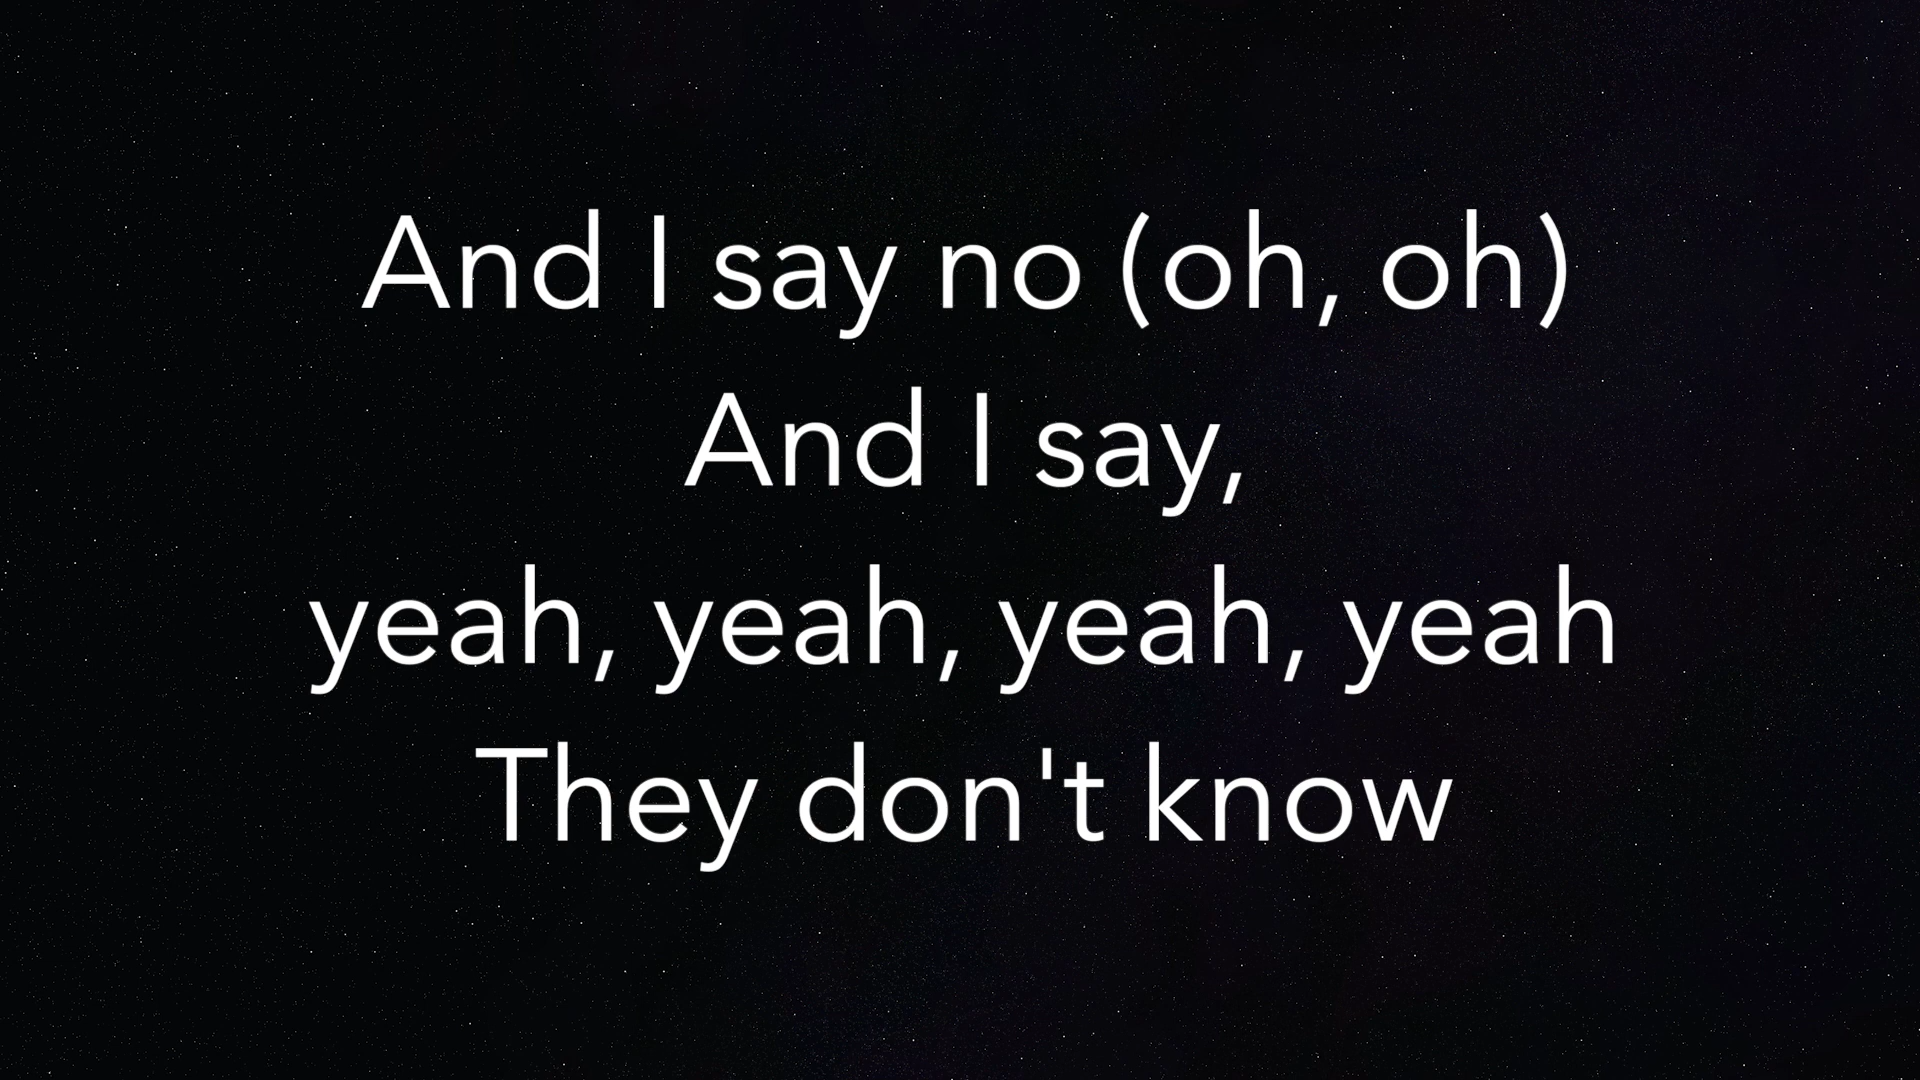 And I say no (oh, oh)
And I say,
yeah, yeah, yeah, yeah
They don't know